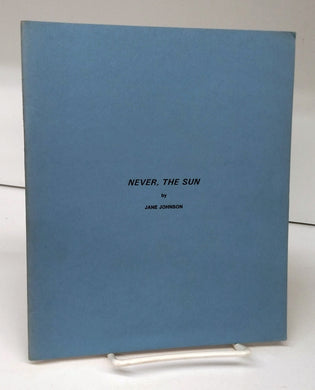 NEVER, THE SUN
by
JANE JOHNSON